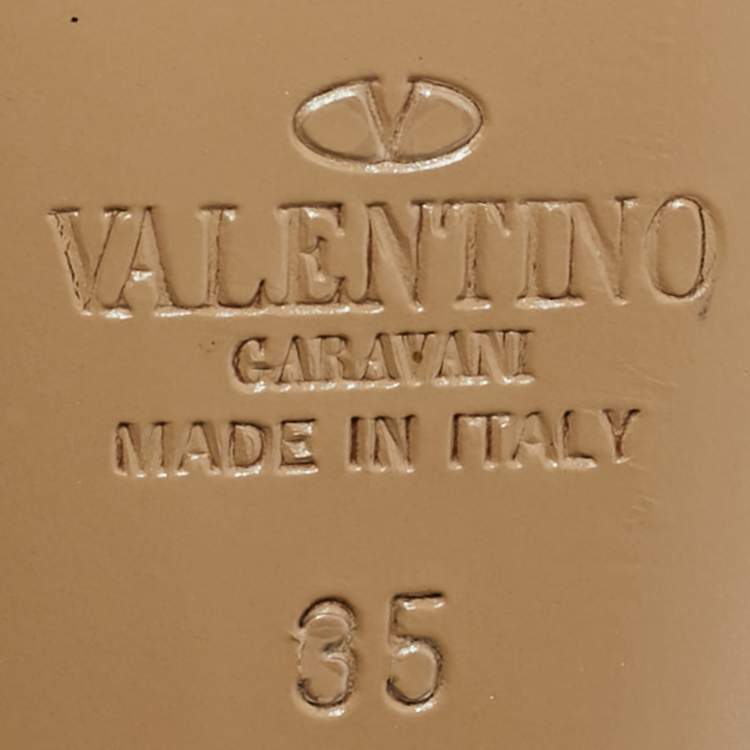 V
VALENTINO
GARAVANI
MADE IN ITALY
35